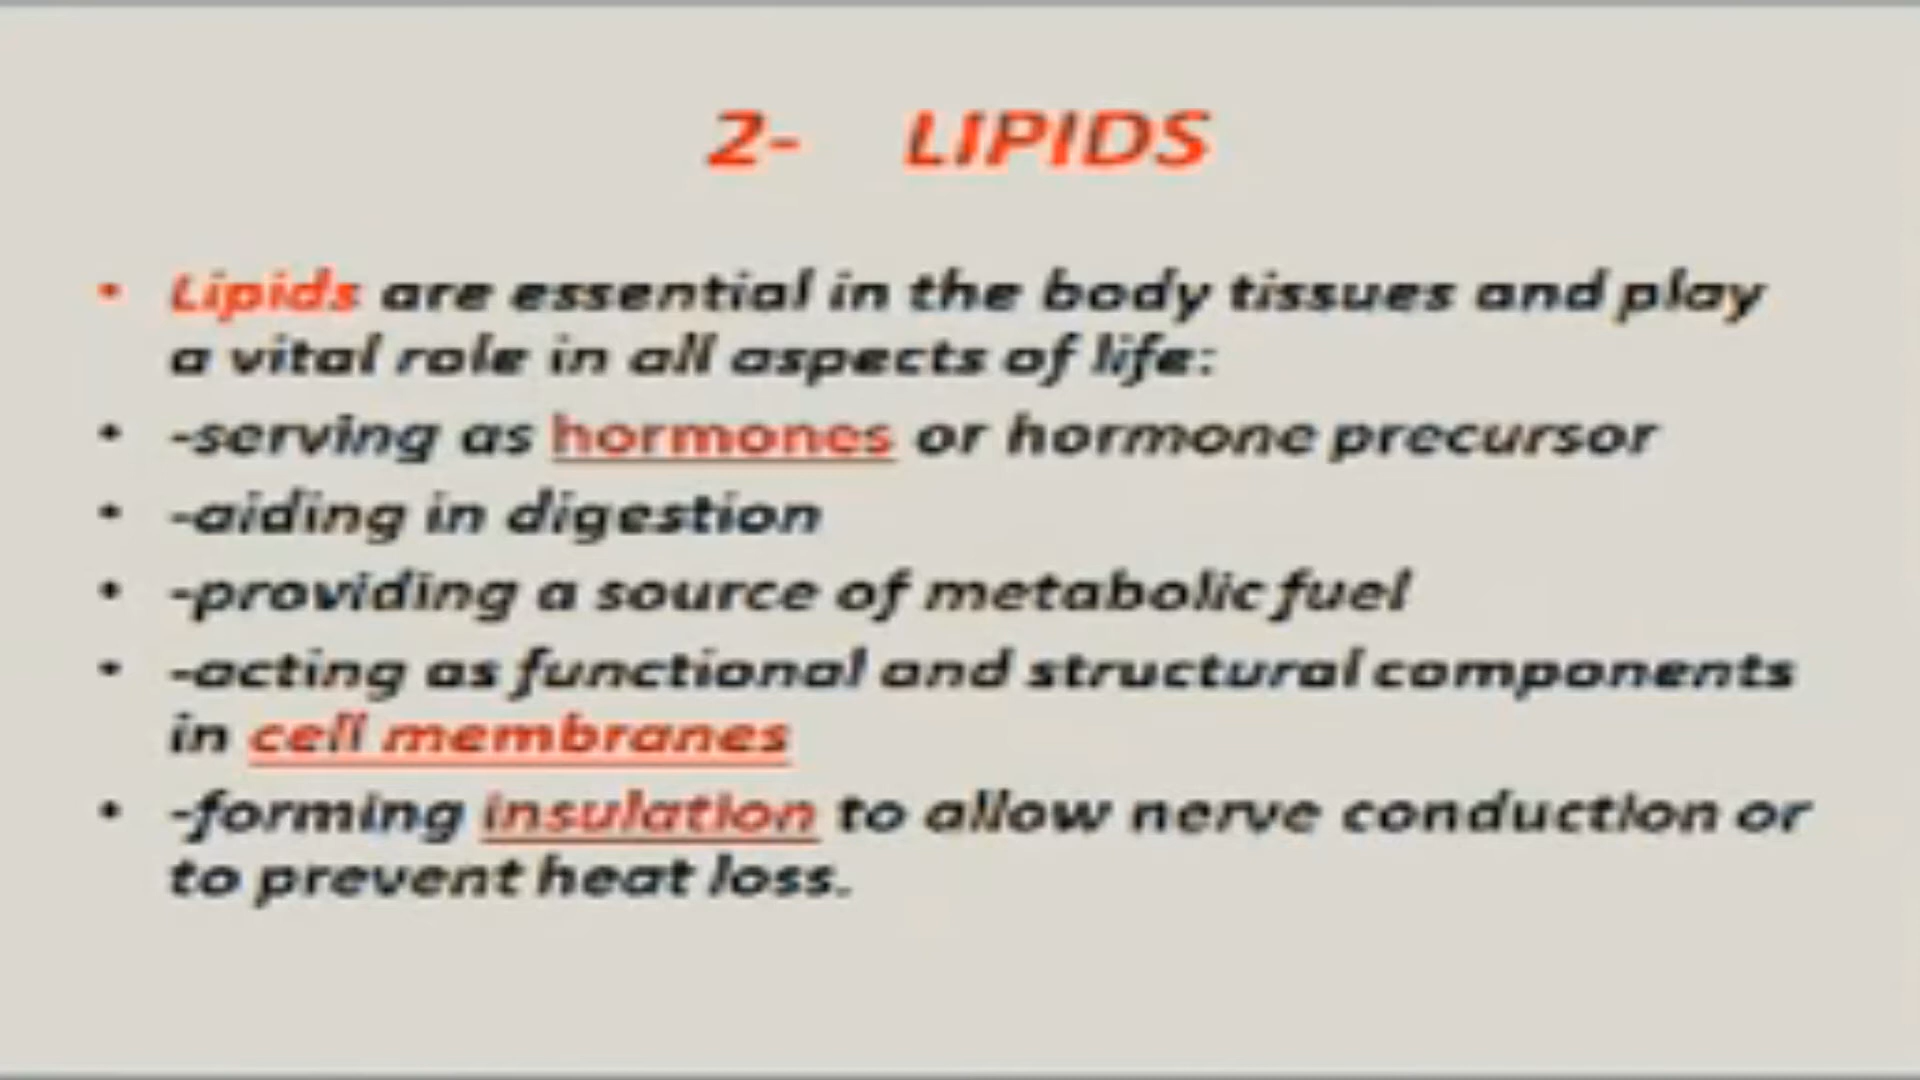 2- LIPIDS
• Lipids are essential in the body tissues and play
a vital role in all aspects of life:
• -serving as hormones or hormone precursor
• -aiding in digestion
• -providing a source of metabolic fuel
• -acting as functional and structural components
in cell membranes
• -forming insulation to allow nerve conduction or
to prevent heat loss.